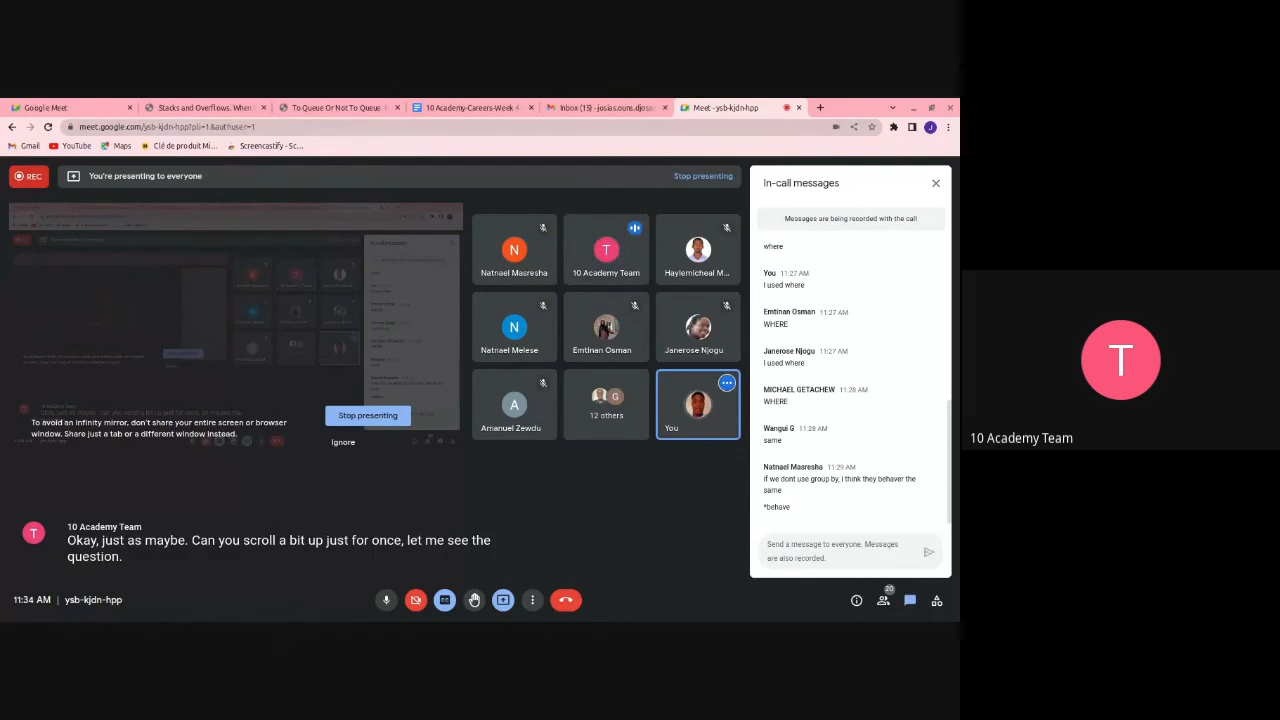 Google Meet
Stacks and Overflows. When
To Queue Or Not To Queue.
10 Academy-Careers-Week 4
Inbox (15) - josias.ouns.djosse
Meet - ysb-kjdn-hpp
meet.google.com/ysb-kjdn-hpp?pli=1&authuser=1
J
Gmail
YouTube
Maps
Clé de produit Mi...
Screencastify - Sc...
REC
You're presenting to everyone
Stop presenting
In-call messages
Messages are being recorded with the call
where
You 11:27 AM
I used where
Emtinan Osman 11:27 AM
WHERE
Janerose Njogu 11:27 AM
I used where
MICHAEL GETACHEW 11:28 AM
WHERE
Wangui G 11:28 AM
same
Natnael Masresha 11:29 AM
if we dont use group by, i think they behaver the
same
*behave
Send a message to everyone. Messages
are also recorded.
N
Natnael Masresha
T
10 Academy Team
Haylemicheal M...
N
Natnael Melese
Emtinan Osman
Janerose Njogu
A
Amanuel Zewdu
G
12 others
You
To avoid an infinity mirror, don't share your entire screen or browser
window. Share just a tab or a different window instead.
Stop presenting
Ignore
T
10 Academy Team
Okay, just as maybe. Can you scroll a bit up just for once, let me see the
question.
11:34 AM | ysb-kjdn-hpp
20
T
10 Academy Team